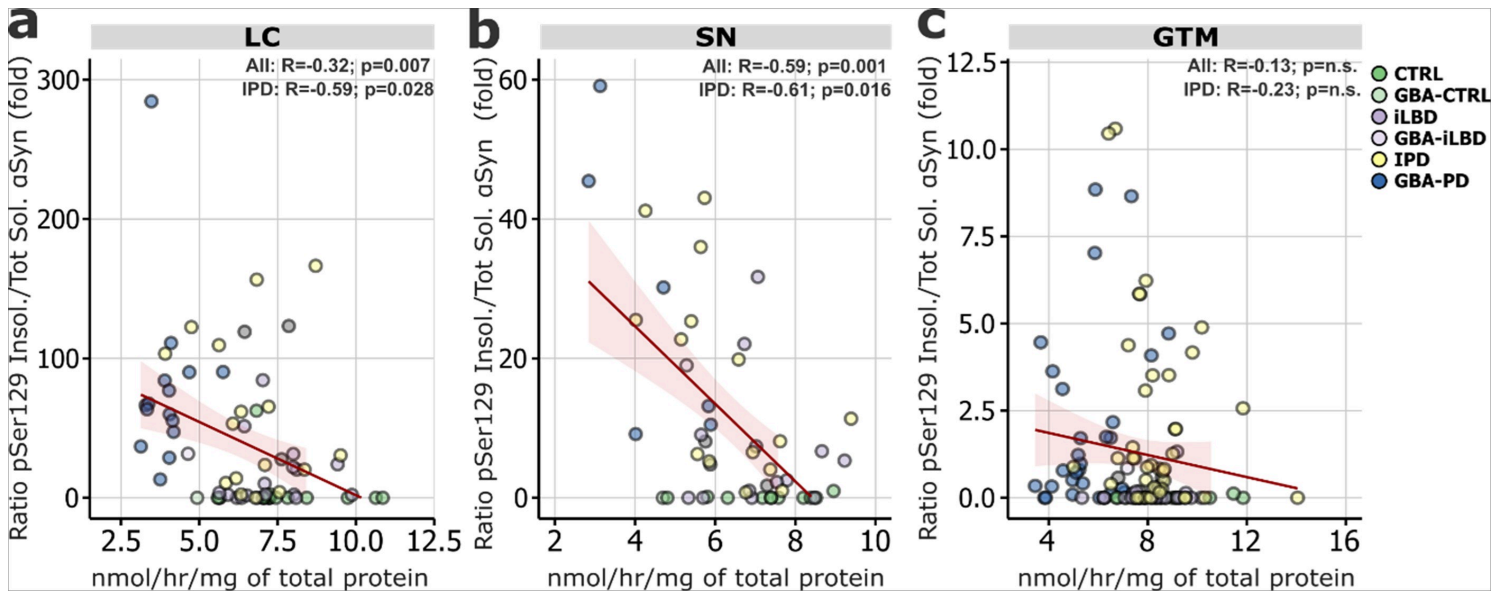 a
LC
All: R=-0.32; p=0.007
IPD: R=-0.59; p=0.028
Ratio pSer129 Insol./Tot Sol. αSyn (fold)
300
200
100
0
2.5 5.0 7.5 10.0 12.5
nmol/hr/mg of total protein
b
SN
All: R=-0.59; p=0.001
IPD: R=-0.61; p=0.016
Ratio pSer129 Insol./Tot Sol. αSyn (fold)
60
40
20
0
2 4 6 8 10
nmol/hr/mg of total protein
c
GTM
All: R=-0.13; p=n.s.
IPD: R=-0.23; p=n.s.
Ratio pSer129 Insol./Tot Sol. αSyn (fold)
12.5
10.0
7.5
5.0
2.5
0.0
4 8 12 16
nmol/hr/mg of total protein
CTRL
GBA-CTRL
iLBD
GBA-iLBD
IPD
GBA-PD